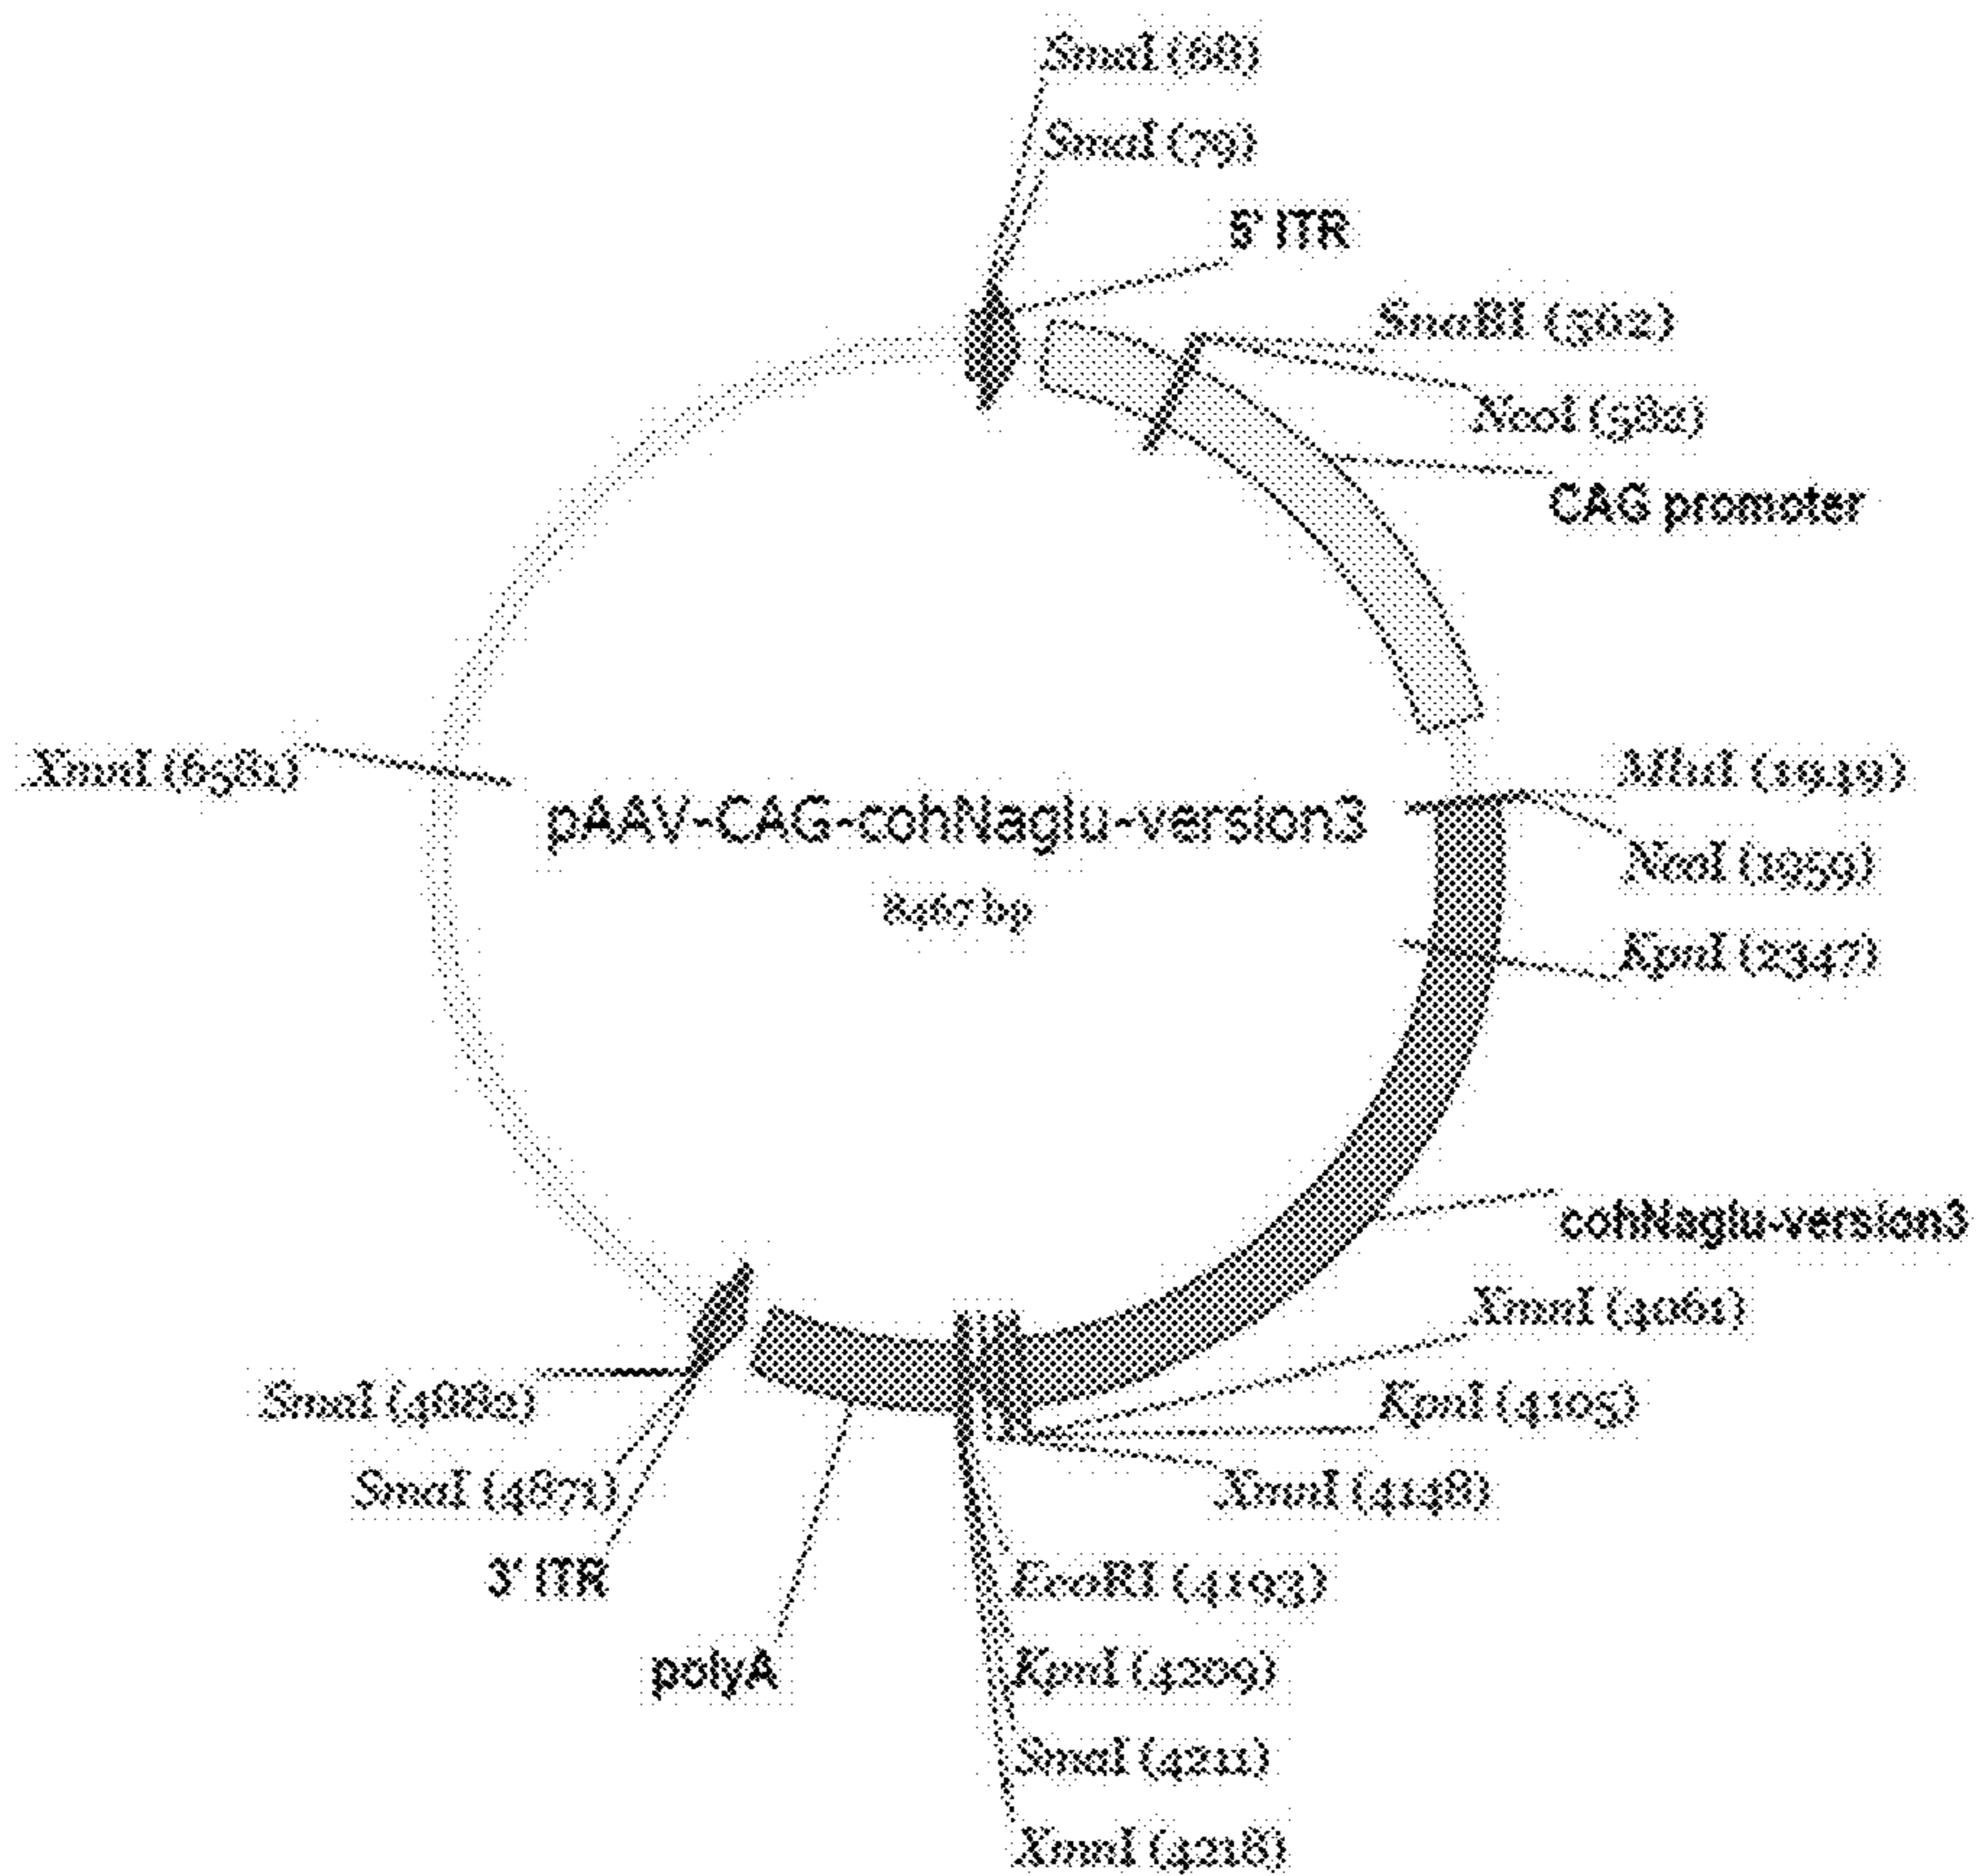 SmaI (68)
SmaI (79)
5' ITR
SnaBI (562)
NcoI (582)
CAG promoter
XmnI (6581)
MluI (1949)
pAAV-CAG-cohNaglu-version3
NcoI (1959)
8467 bp
KpnI (2347)
cohNaglu-version3
XmnI (4061)
KpnI (4105)
SmaI (4882)
XmnI (4148)
SmaI (4871)
3' ITR
EcoRI (4193)
polyA
KpnI (4209)
SmaI (4211)
XmnI (4218)